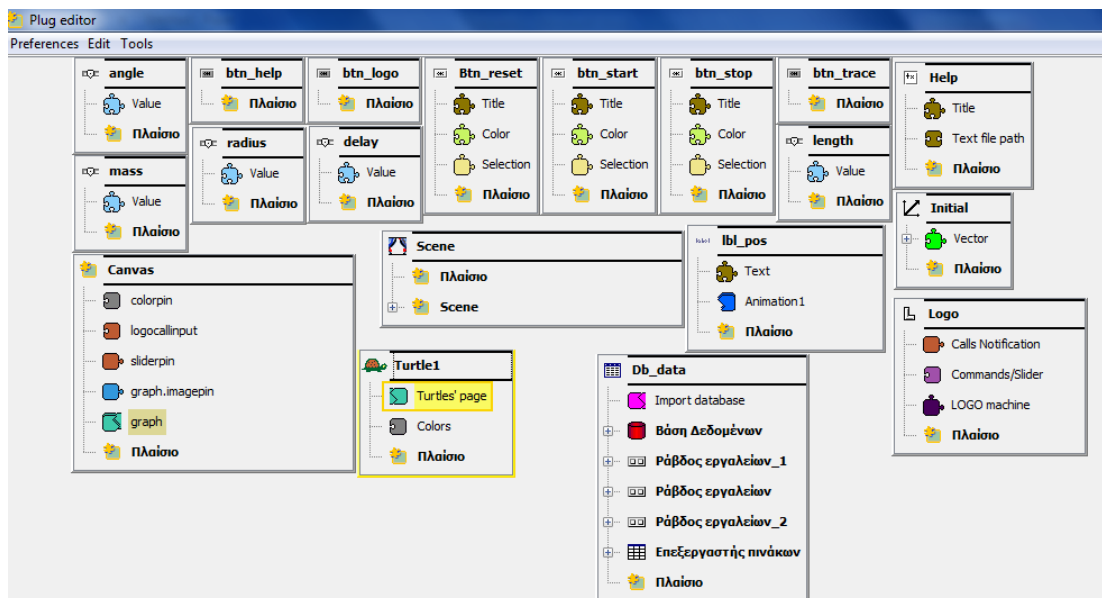 Plug editor
Preferences Edit Tools
angle
Value
Πλαίσιο
btn_help
Πλαίσιο
btn_logo
Πλαίσιο
Btn_reset
Title
Color
Selection
Πλαίσιο
btn_start
Title
Color
Selection
Πλαίσιο
btn_stop
Title
Color
Selection
Πλαίσιο
btn_trace
Πλαίσιο
Help
Title
Text file path
Πλαίσιο
mass
Value
Πλαίσιο
radius
Value
Πλαίσιο
delay
Value
Πλαίσιο
length
Value
Πλαίσιο
Initial
Vector
Πλαίσιο
Canvas
colorpin
logocallinput
sliderpin
graph.imagepin
graph
Πλαίσιο
Scene
Πλαίσιο
Scene
label
lbl_pos
Text
Animation1
Πλαίσιο
Logo
Calls Notification
Commands/Slider
LOGO machine
Πλαίσιο
Turtle1
Turtles' page
Colors
Πλαίσιο
Db_data
Import database
Βάση Δεδομένων
Ράβδος εργαλείων_1
Ράβδος εργαλείων
Ράβδος εργαλείων_2
Επεξεργαστής πινάκων
Πλαίσιο